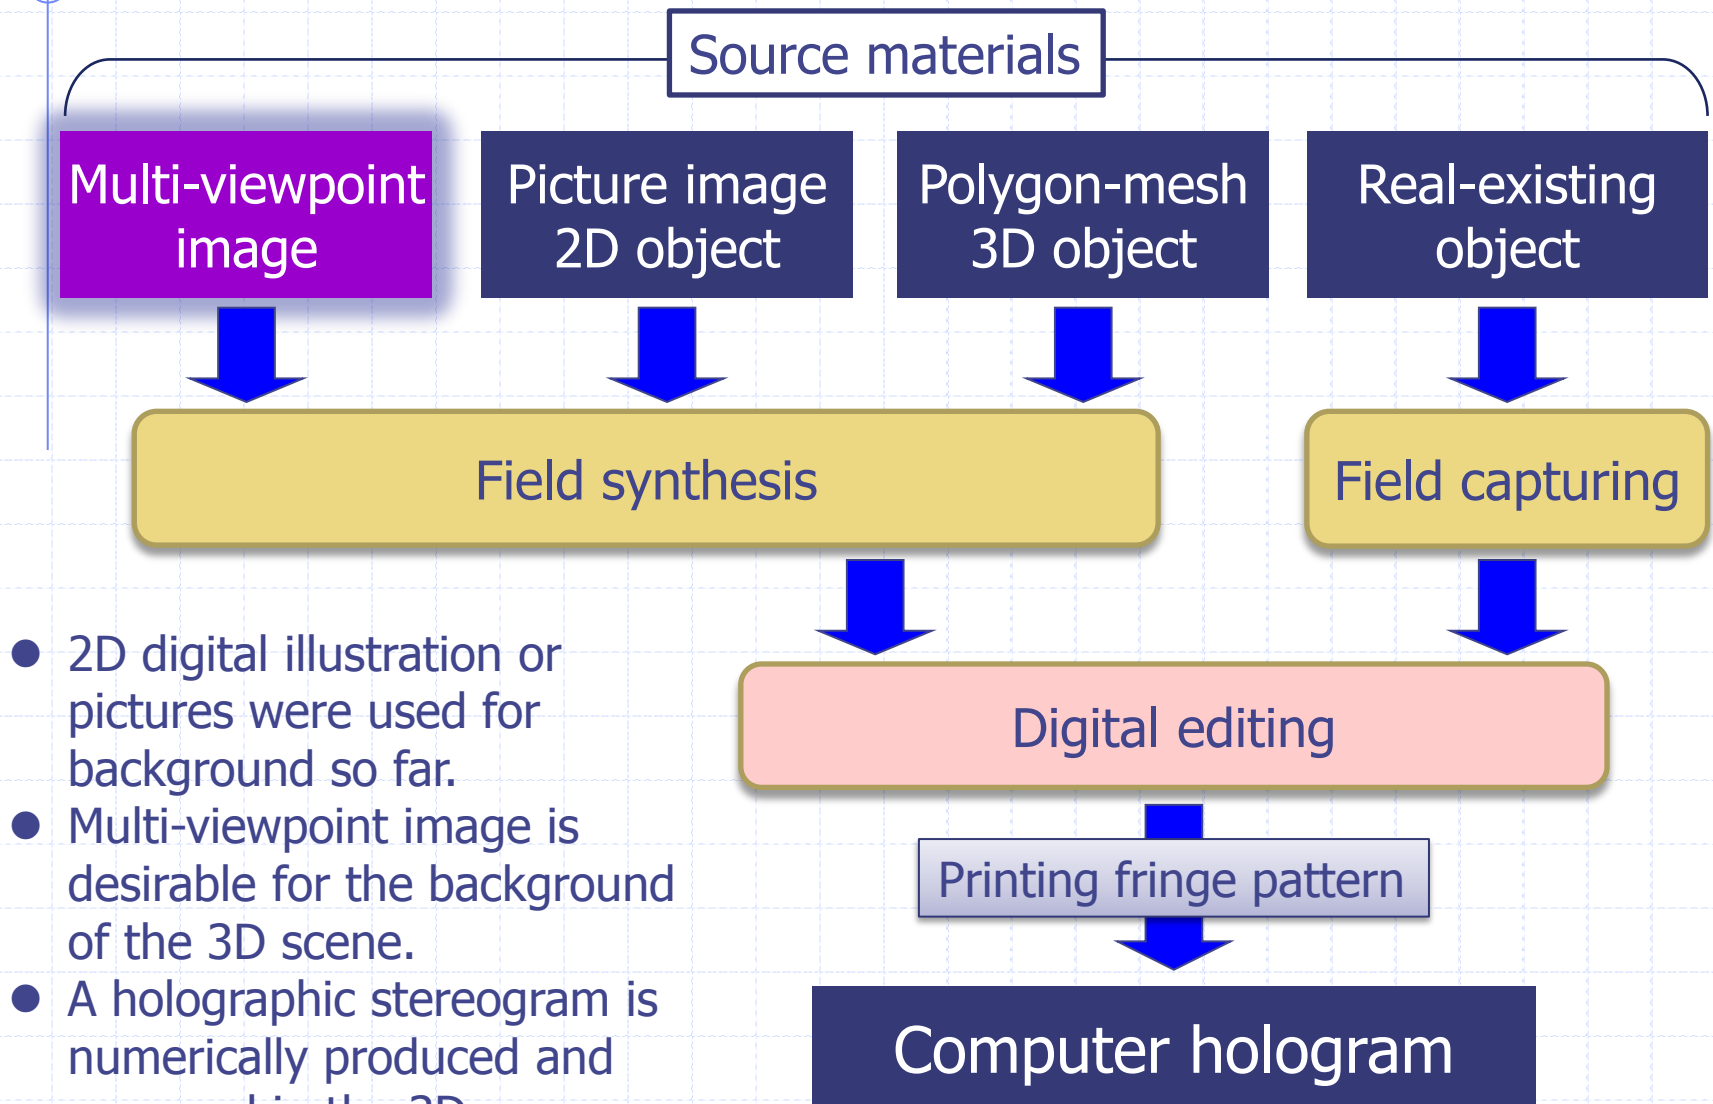 Source materials
Multi-viewpoint
image
Picture image
2D object
Polygon-mesh
3D object
Real-existing
object
Field synthesis
Field capturing
Digital editing
Printing fringe pattern
Computer hologram
● 2D digital illustration or
pictures were used for
background so far.
● Multi-viewpoint image is
desirable for the background
of the 3D scene.
● A holographic stereogram is
numerically produced and